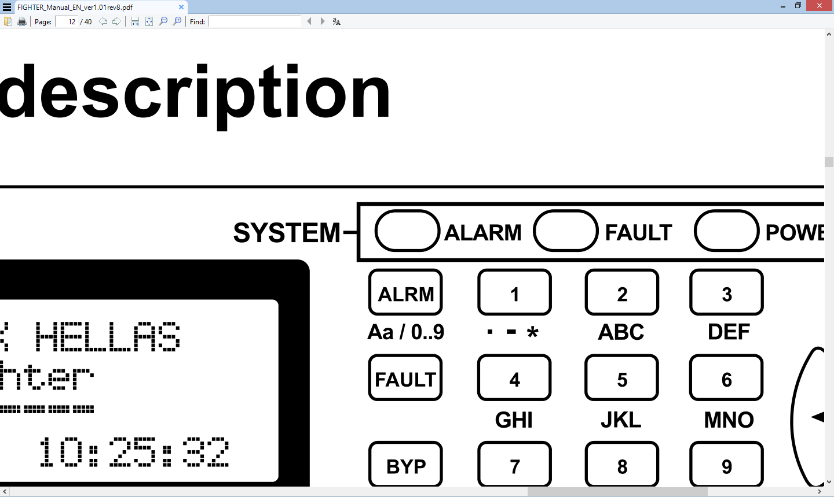 FIGHTER_Manual_EN_ver1.01rev8.pdf
Page: 12 / 40 Find:
description
SYSTEM ALARM FAULT POWE
ALRM 1 2 3
Aa / 0..9 . - * ABC DEF
HELLAS
FAULT 4 5 6
hter
GHI JKL MNO
10:25:32
BYP 7 8 9